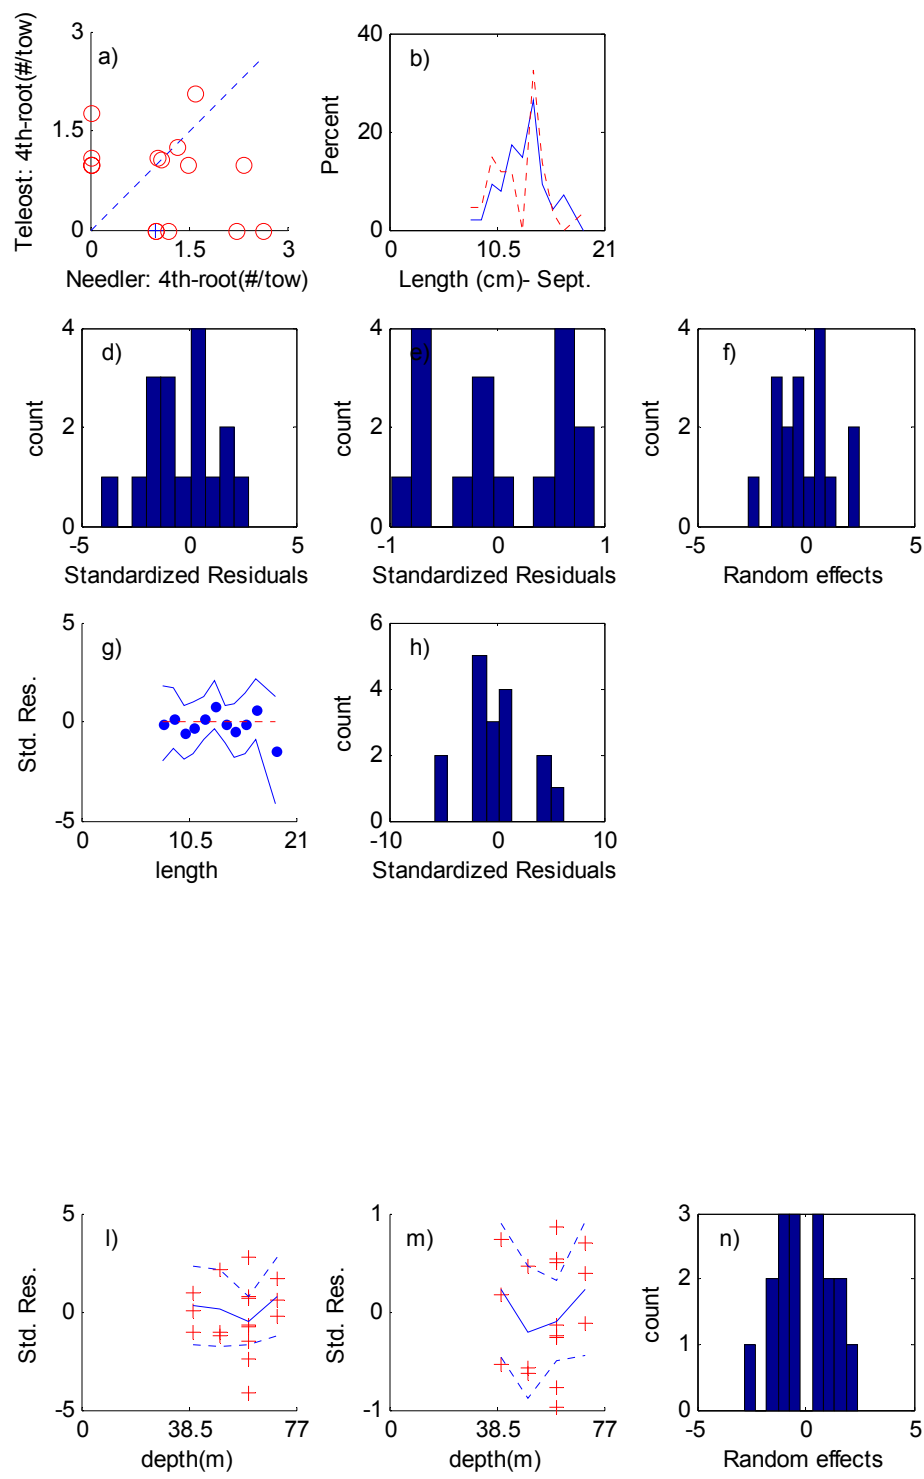 a)
Teleost: 4th-root(#/tow)
3
1.5
0
0 1.5 3
Needler: 4th-root(#/tow)
b)
Percent
40
20
0
0 10.5 21
Length (cm)- Sept.
d)
count
4
2
0
-5 0 5
Standardized Residuals
e)
count
4
2
0
-1 0 1
Standardized Residuals
f)
count
4
2
0
-5 0 5
Random effects
g)
Std. Res.
5
0
-5
0 10.5 21
length
h)
count
6
4
2
0
-10 0 10
Standardized Residuals
l)
Std. Res.
5
0
-5
0 38.5 77
depth(m)
m)
Std. Res.
1
0
-1
0 38.5 77
depth(m)
n)
count
3
2
1
0
-5 0 5
Random effects